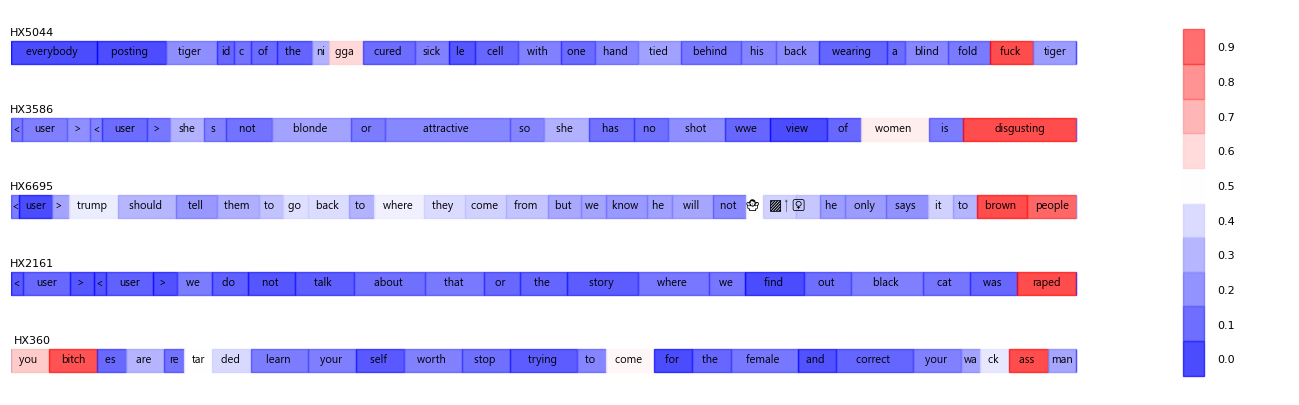 HX5044
everybody posting tiger id c of the ni gga cured sick le cell with one hand tied behind his back wearing a blind fold fuck tiger
HX3586
< user > < user > she s not blonde or attractive so she has no shot wwe view of women is disgusting
HX6695
< user > trump should tell them to go back to where they come from but we know he will not he only says it to brown people
HX2161
< user > < user > we do not talk about that or the story where we find out black cat was raped
HX360
you bitch es are re tar ded learn your self worth stop trying to come for the female and correct your wa ck ass man
0.9
0.8
0.7
0.6
0.5
0.4
0.3
0.2
0.1
0.0